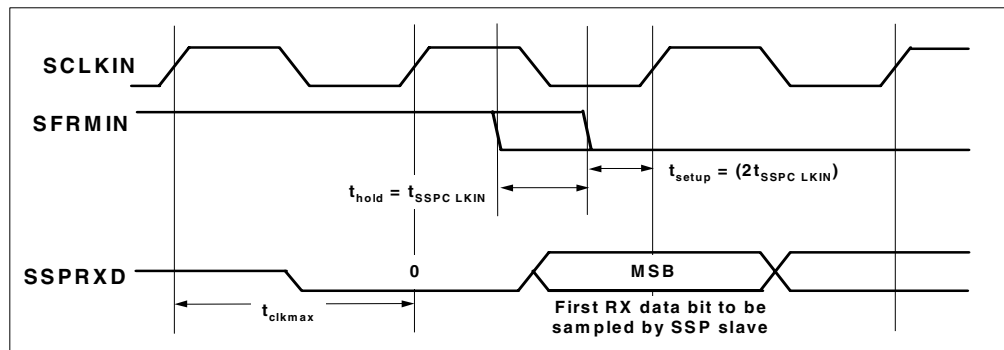 SCLKIN
SFRMIN
t_setup = (2t_SSPC LKIN)
t_hold = t_SSPC LKIN
SSPRXD
0
MSB
t_clkmax
First RX data bit to be
sampled by SSP slave